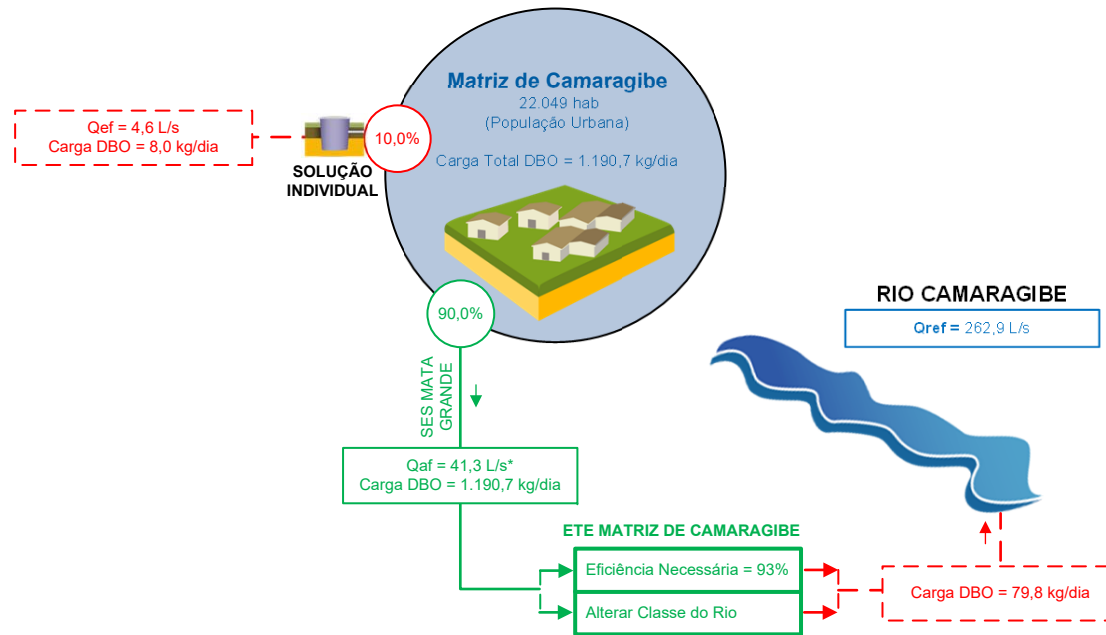 Matriz de Camaragibe
22.049 hab
(População Urbana)
Carga Total DBO = 1.190,7 kg/dia
Qef = 4,6 L/s
Carga DBO = 8,0 kg/dia
10,0%
SOLUÇÃO
INDIVIDUAL
90,0%
SES MATA
GRANDE
Qaf = 41,3 L/s*
Carga DBO = 1.190,7 kg/dia
RIO CAMARAGIBE
Qref = 262,9 L/s
ETE MATRIZ DE CAMARAGIBE
Eficiência Necessária = 93%
Alterar Classe do Rio
Carga DBO = 79,8 kg/dia